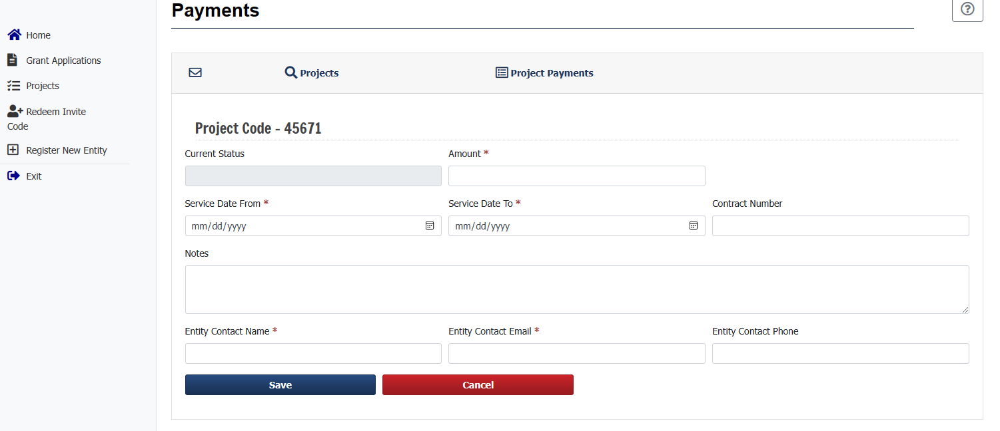 Payments
Home
Grant Applications
Projects
Redeem Invite
Code
Register New Entity
Exit
Projects
Project Payments
Project Code - 45671
Current Status
Amount *
Service Date From *
Service Date To *
Contract Number
mm/dd/yyyy
mm/dd/yyyy
Notes
Entity Contact Name *
Entity Contact Email *
Entity Contact Phone
Save
Cancel